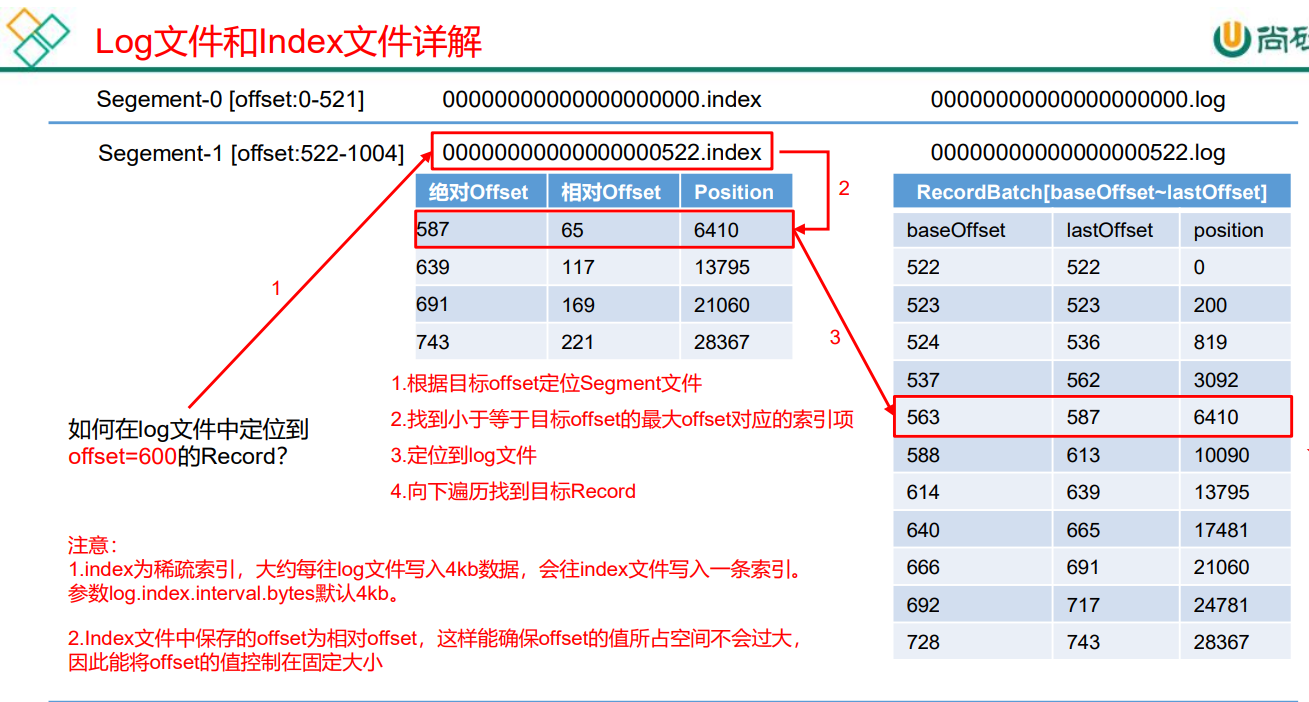 Log文件和Index文件详解
尚硅
Segement-0 [offset:0-521] 00000000000000000000.index 00000000000000000000.log
Segement-1 [offset:522-1004] 00000000000000000522.index 00000000000000000522.log
绝对Offset 相对Offset Position
587 65 6410
639 117 13795
691 169 21060
743 221 28367
1
2
3
RecordBatch[baseOffset~lastOffset]
baseOffset lastOffset position
522 522 0
523 523 200
524 536 819
537 562 3092
563 587 6410
588 613 10090
614 639 13795
640 665 17481
666 691 21060
692 717 24781
728 743 28367
如何在log文件中定位到
offset=600的Record？
1.根据目标offset定位Segment文件
2.找到小于等于目标offset的最大offset对应的索引项
3.定位到log文件
4.向下遍历找到目标Record
注意：
1.index为稀疏索引，大约每往log文件写入4kb数据，会往index文件写入一条索引。
参数log.index.interval.bytes默认4kb。
2.Index文件中保存的offset为相对offset，这样能确保offset的值所占空间不会过大，
因此能将offset的值控制在固定大小